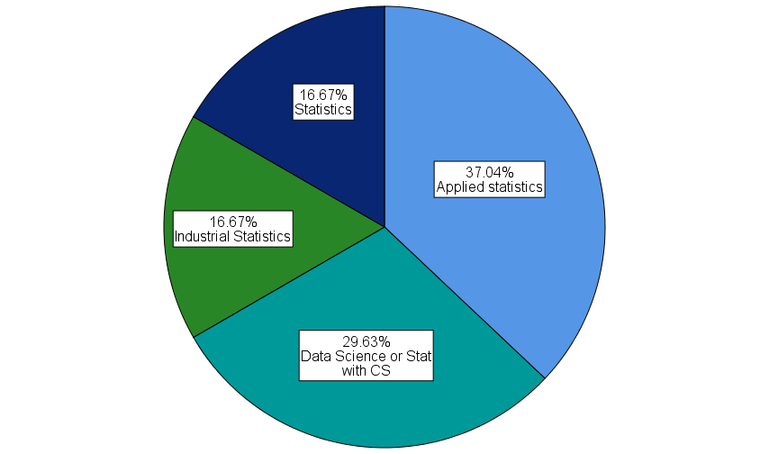 16.67%
Statistics
37.04%
Applied statistics
16.67%
Industrial Statistics
29.63%
Data Science or Stat
with CS